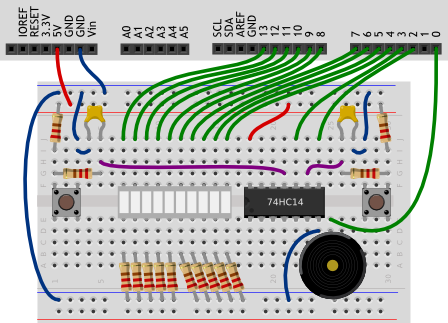 IOREF
RESET
3.3V
5V
GND
GND
Vin
A0
A1
A2
A3
A4
A5
SCL
SDA
AREF
GND
13
12
11
10
9
8
7
6
5
4
3
2
1
0
74HC14